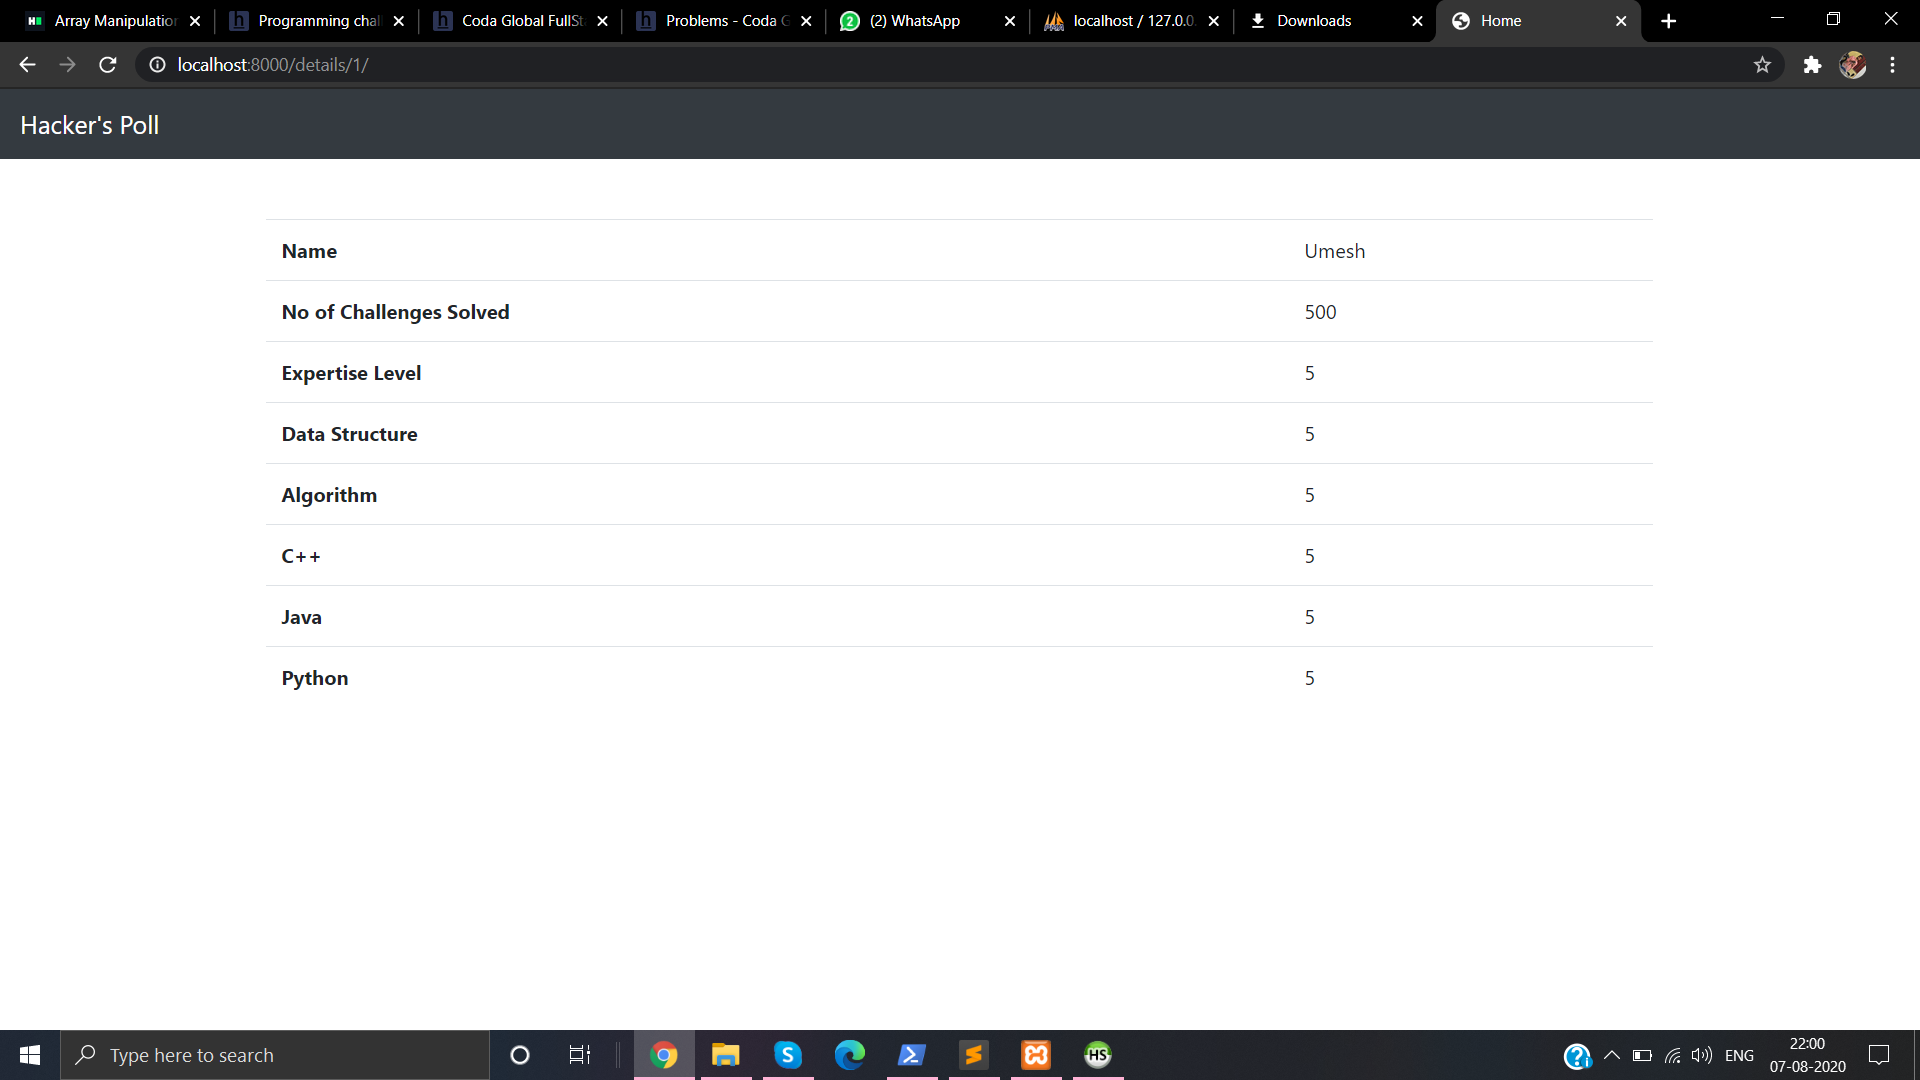 Array Manipulation
Programming chal
Coda Global FullSt
Problems - Coda G
(2) WhatsApp
localhost / 127.0.0.
Downloads
Home
localhost:8000/details/1/
Hacker's Poll
Name Umesh
No of Challenges Solved 500
Expertise Level 5
Data Structure 5
Algorithm 5
C++ 5
Java 5
Python 5
Type here to search
ENG
22:00
07-08-2020